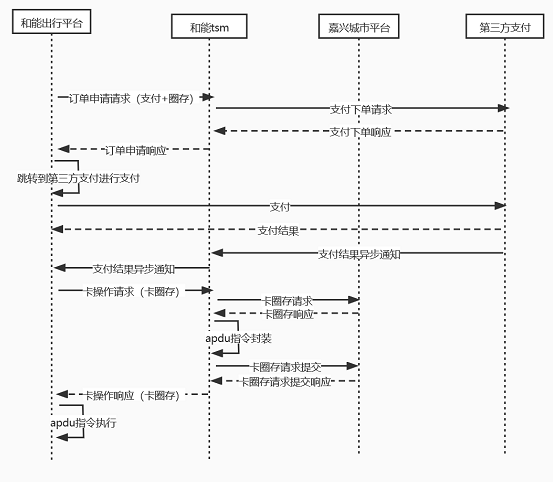 和能出行平台
和能tsm
嘉兴城市平台
第三方支付
订单申请请求（支付+圈存）
支付下单请求
支付下单响应
订单申请响应
跳转到第三方支付进行支付
支付
支付结果
支付结果异步通知
支付结果异步通知
卡操作请求（卡圈存）
卡圈存请求
卡圈存响应
apdu指令封装
卡圈存请求提交
卡圈存请求提交响应
卡操作响应（卡圈存）
apdu指令执行